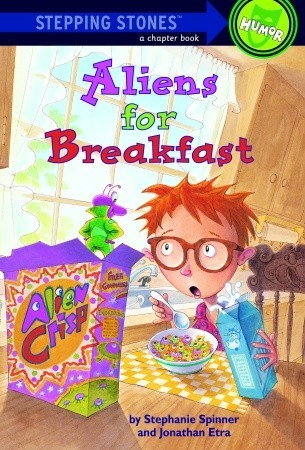 STEPPING STONES™
a chapter book
HUMOR
Aliens
for
Breakfast
FREE
Alien
Crisp
by Stephanie Spinner
and Jonathan Etra